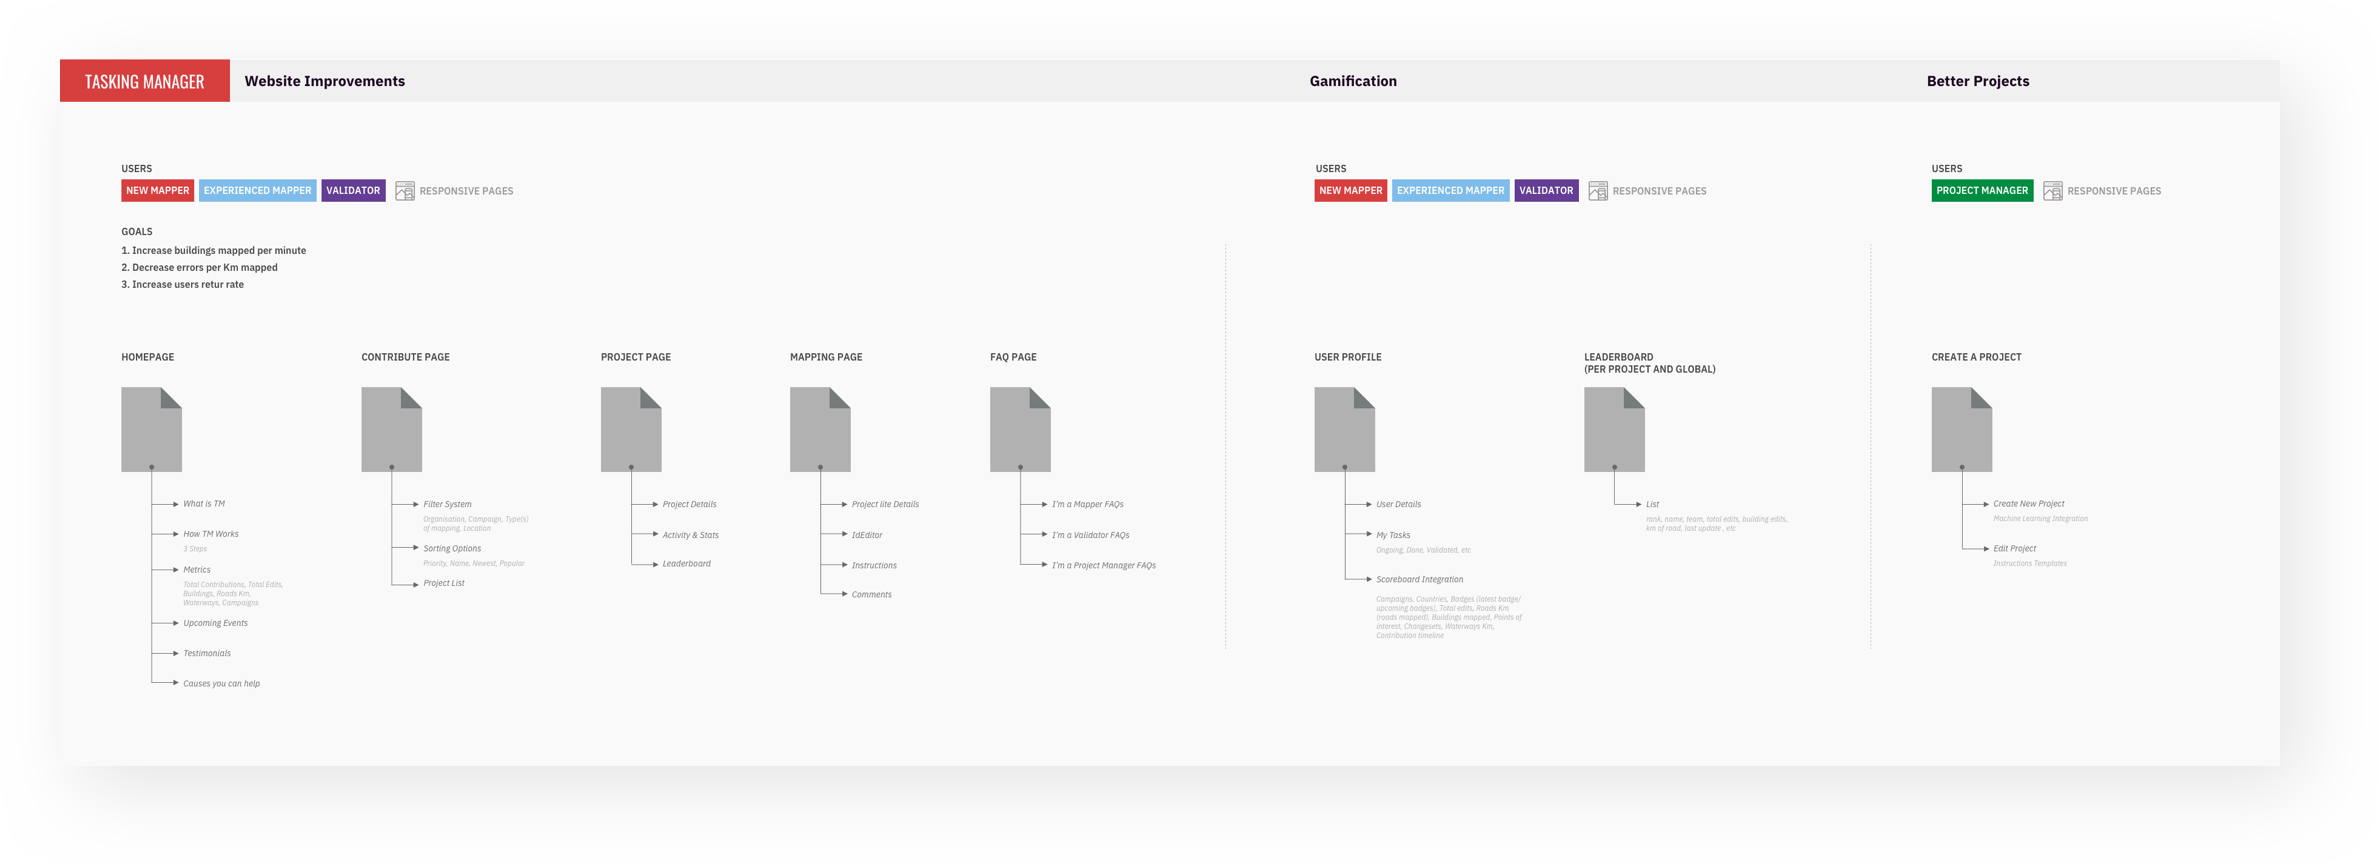 TASKING MANAGER
Website Improvements
Gamification
Better Projects
USERS
NEW MAPPER
EXPERIENCED MAPPER
VALIDATOR
RESPONSIVE PAGES
GOALS
1. Increase buildings mapped per minute
2. Decrease errors per Km mapped
3. Increase users retur rate
HOMEPAGE
What is TM
How TM Works
3 Steps
Metrics
Total Contributions, Total Edits,
Buildings, Roads Km,
Waterways, Campaigns
Upcoming Events
Testimonials
Causes you can help
CONTRIBUTE PAGE
Filter System
Organisation, Campaign, Type(s)
of mapping, Location
Sorting Options
Priority, Name, Newest, Popular
Project List
PROJECT PAGE
Project Details
Activity & Stats
Leaderboard
MAPPING PAGE
Project lite Details
IdEditor
Instructions
Comments
FAQ PAGE
I'm a Mapper FAQs
I'm a Validator FAQs
I'm a Project Manager FAQs
USERS
NEW MAPPER
EXPERIENCED MAPPER
VALIDATOR
RESPONSIVE PAGES
USER PROFILE
User Details
My Tasks
Ongoing, Done, Validated, etc
Scoreboard Integration
Campaigns, Countries, Badges (latest badge/
upcoming badges), Total edits, Roads Km
(roads mapped), Buildings mapped, Points of
interest, Changesets, Waterways Km,
Contribution timeline
LEADERBOARD
(PER PROJECT AND GLOBAL)
List
rank, name, team, total edits, building edits,
km of road, last update , etc
USERS
PROJECT MANAGER
RESPONSIVE PAGES
CREATE A PROJECT
Create New Project
Machine Learning Integration
Edit Project
Instructions Templates